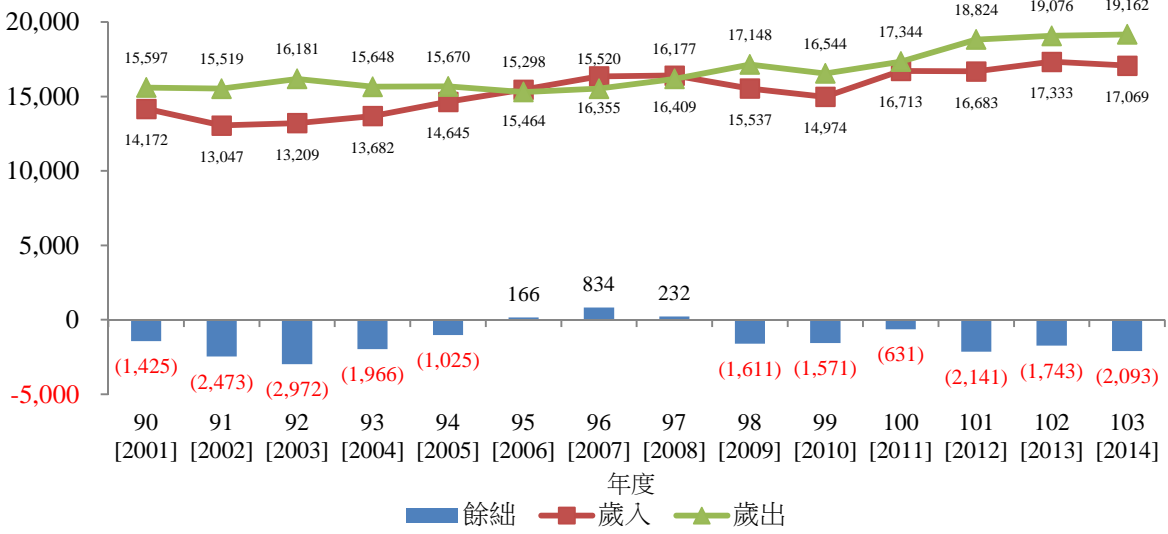 20,000
15,000
10,000
5,000
0
-5,000
15,597 15,519 16,181 15,648 15,670 15,298 15,520 16,177 17,148 16,544 17,344 18,824 19,076 19,162
14,172 13,047 13,209 13,682 14,645 15,464 16,355 16,409 15,537 14,974 16,713 16,683 17,333 17,069
(1,425) (2,473) (2,972) (1,966) (1,025) 166 834 232 (1,611) (1,571) (631) (2,141) (1,743) (2,093)
90 91 92 93 94 95 96 97 98 99 100 101 102 103
[2001] [2002] [2003] [2004] [2005] [2006] [2007] [2008] [2009] [2010] [2011] [2012] [2013] [2014]
年度
餘絀 歲入 歲出